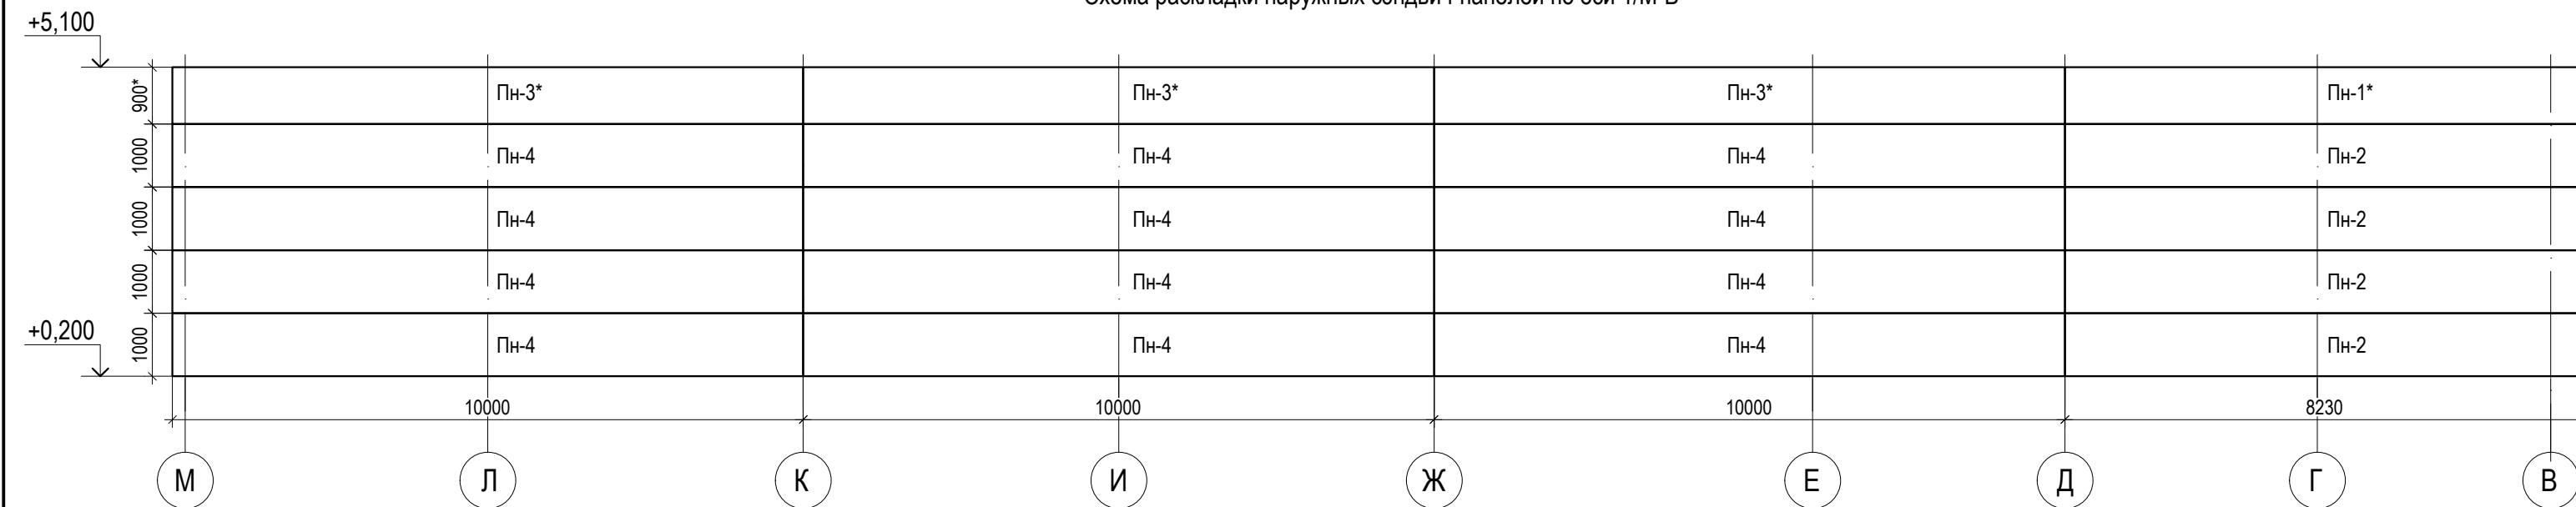 +5,100
900* Пн-3* Пн-3* Пн-3* Пн-1*
1000 Пн-4 Пн-4 Пн-4 Пн-2
1000 Пн-4 Пн-4 Пн-4 Пн-2
1000 Пн-4 Пн-4 Пн-4 Пн-2
+0,200
1000 Пн-4 Пн-4 Пн-4 Пн-2
10000 10000 10000 8230
М Л К И Ж Е Д Г В